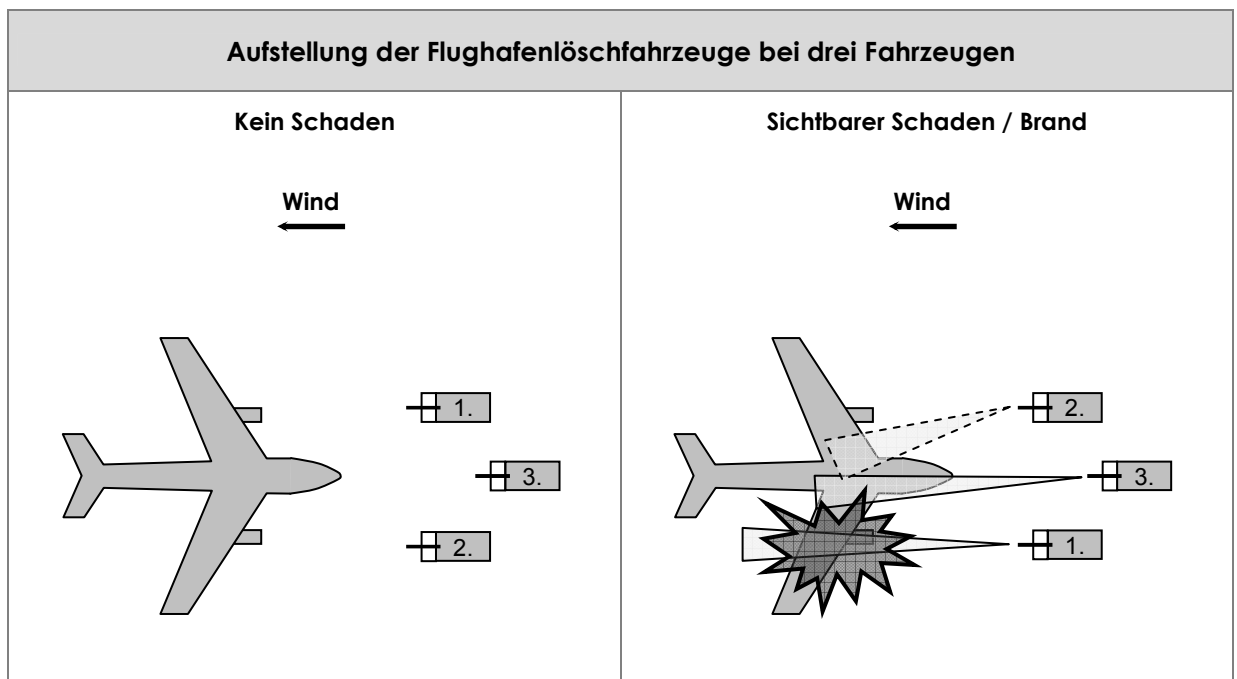 Aufstellung der Flughafenlöschfahrzeuge bei drei Fahrzeugen
Kein Schaden
Wind
1.
3.
2.
Sichtbarer Schaden / Brand
Wind
2.
3.
1.